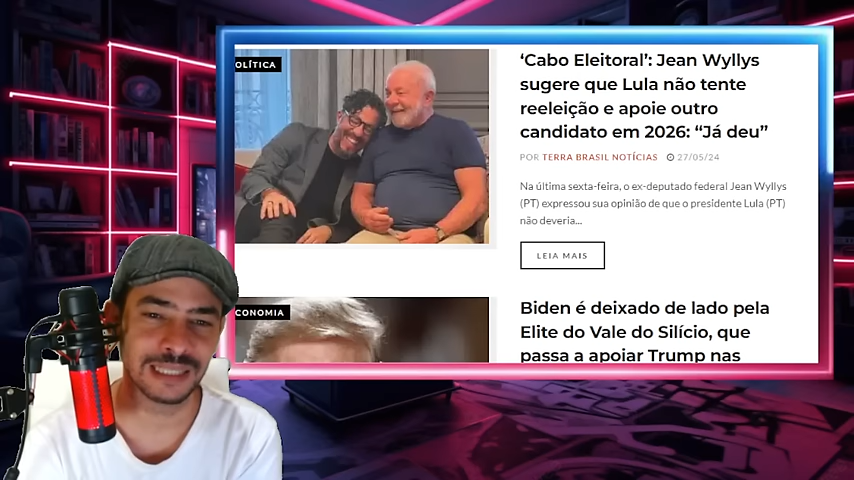 OLÍTICA
‘Cabo Eleitoral’: Jean Wyllys
sugere que Lula não tente
reeleição e apoie outro
candidato em 2026: “Já deu”
POR TERRA BRASIL NOTÍCIAS 27/05/24
Na última sexta-feira, o ex-deputado federal Jean Wyllys
(PT) expressou sua opinião de que o presidente Lula (PT)
não deveria...
LEIA MAIS
CONOMIA
Biden é deixado de lado pela
Elite do Vale do Silício, que
passa a apoiar Trump nas